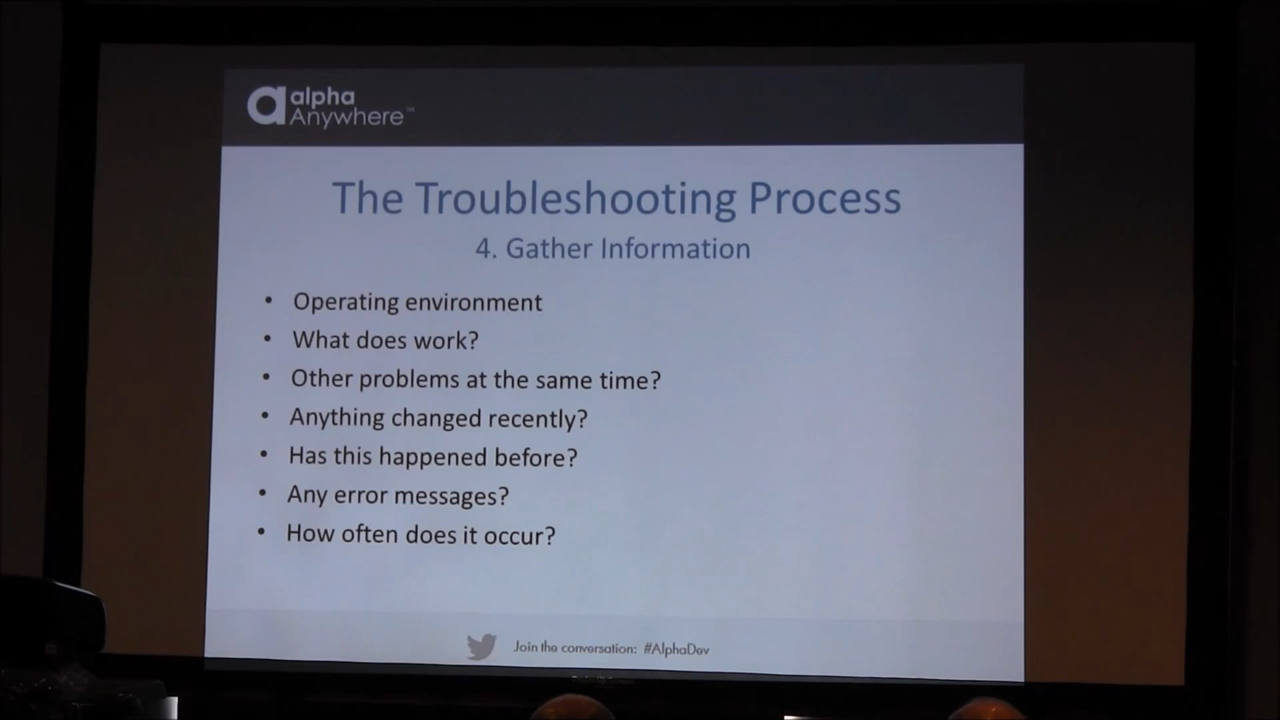 alpha
Anywhere™
The Troubleshooting Process
4. Gather Information
• Operating environment
• What does work?
• Other problems at the same time?
• Anything changed recently?
• Has this happened before?
• Any error messages?
• How often does it occur?
Join the conversation: #AlphaDev